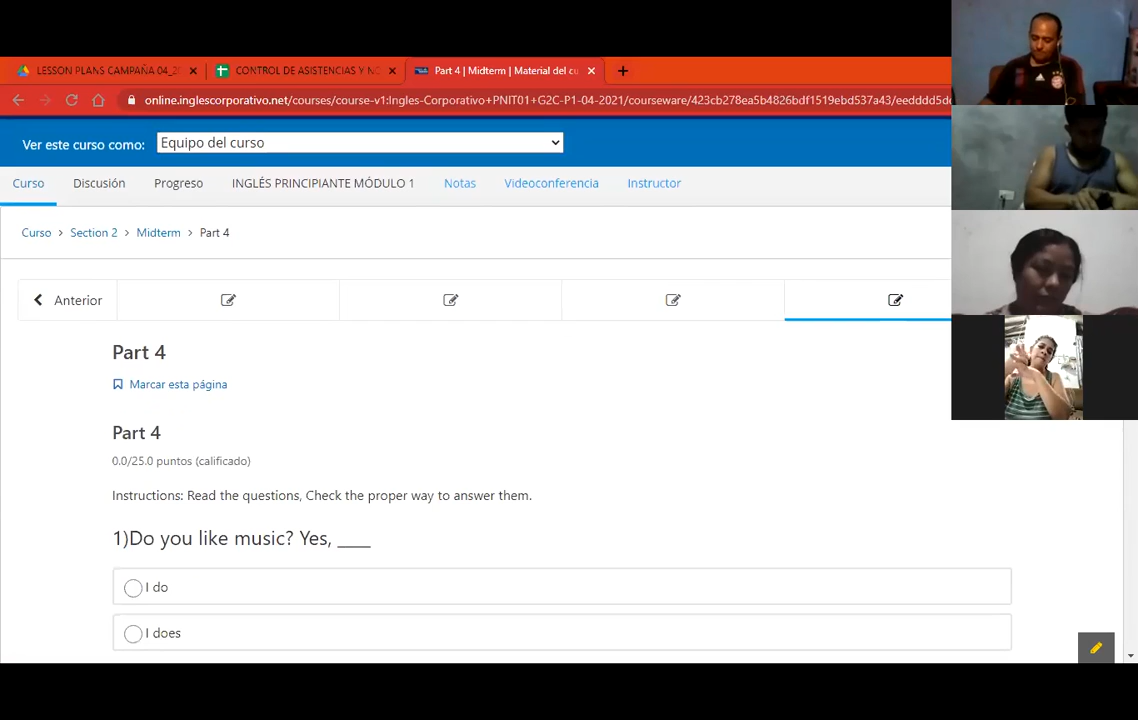 LESSON PLANS CAMPAÑA 04_20
CONTROL DE ASISTENCIAS Y NO
Part 4 | Midterm | Material del cu
online.inglescorporativo.net/courses/course-v1:Ingles-Corporativo+PNIT01+G2C-P1-04-2021/courseware/423cb278ea5b4826bdf1519ebd537a43/eedddd5de
Ver este curso como: Equipo del curso
Curso Discusión Progreso INGLÉS PRINCIPIANTE MÓDULO 1 Notas Videoconferencia Instructor
Curso > Section 2 > Midterm > Part 4
Anterior
Part 4
Marcar esta página
Part 4
0.0/25.0 puntos (calificado)
Instructions: Read the questions, Check the proper way to answer them.
1)Do you like music? Yes, ____
I do
I does